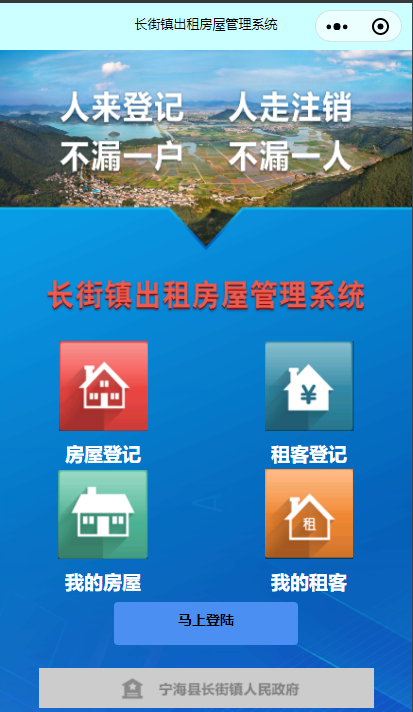 长街镇出租房屋管理系统
人来登记 人走注销
不漏一户 不漏一人
长街镇出租房屋管理系统
¥
房屋登记 租客登记
租
我的房屋 我的租客
马上登陆
宁海县长街镇人民政府